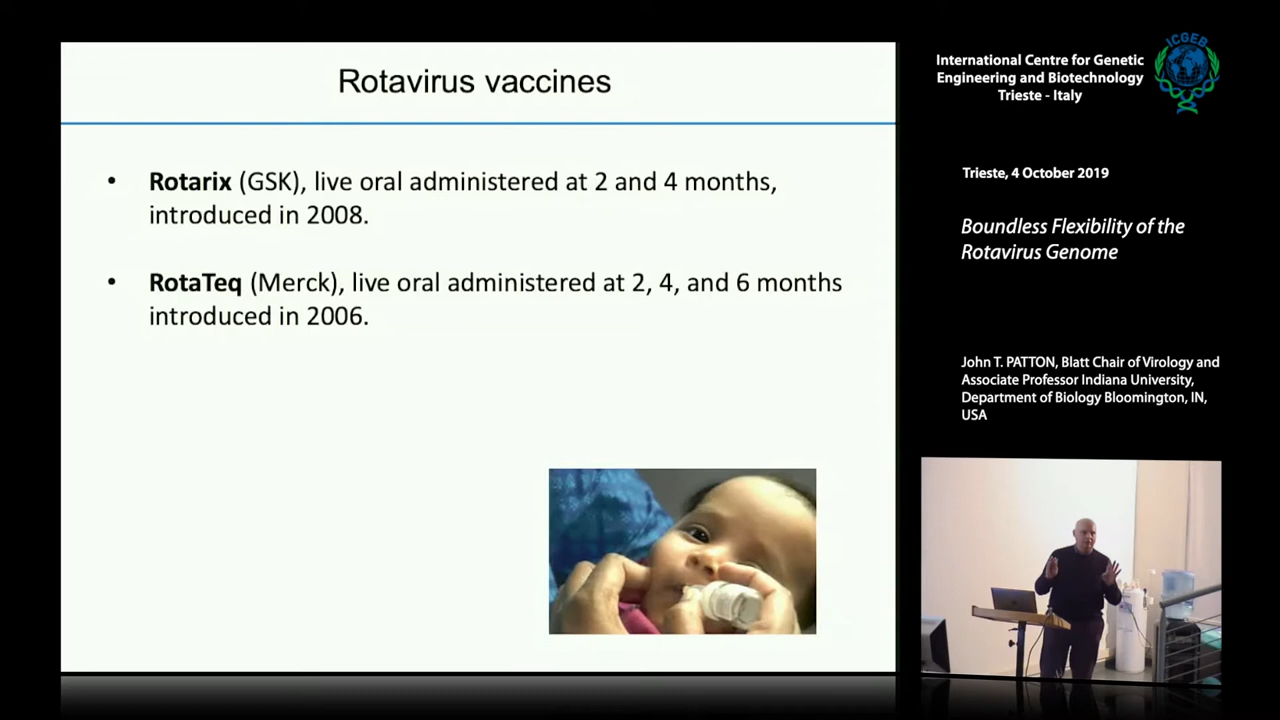 Rotavirus vaccines
• Rotarix (GSK), live oral administered at 2 and 4 months,
introduced in 2008.
• RotaTeq (Merck), live oral administered at 2, 4, and 6 months
introduced in 2006.
International Centre for Genetic
Engineering and Biotechnology
Trieste - Italy
ICGEB
Trieste, 4 October 2019
Boundless Flexibility of the
Rotavirus Genome
John T. PATTON, Blatt Chair of Virology and
Associate Professor Indiana University,
Department of Biology Bloomington, IN,
USA